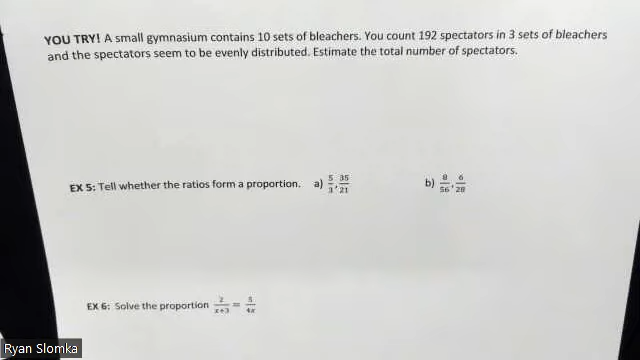 YOU TRY! A small gymnasium contains 10 sets of bleachers. You count 192 spectators in 3 sets of bleachers
and the spectators seem to be evenly distributed. Estimate the total number of spectators.
EX 5: Tell whether the ratios form a proportion. a) 5/3, 35/21 b) 8/56, 6/28
EX 6: Solve the proportion 2/(x+3) = 5/(4x)
Ryan Slomka